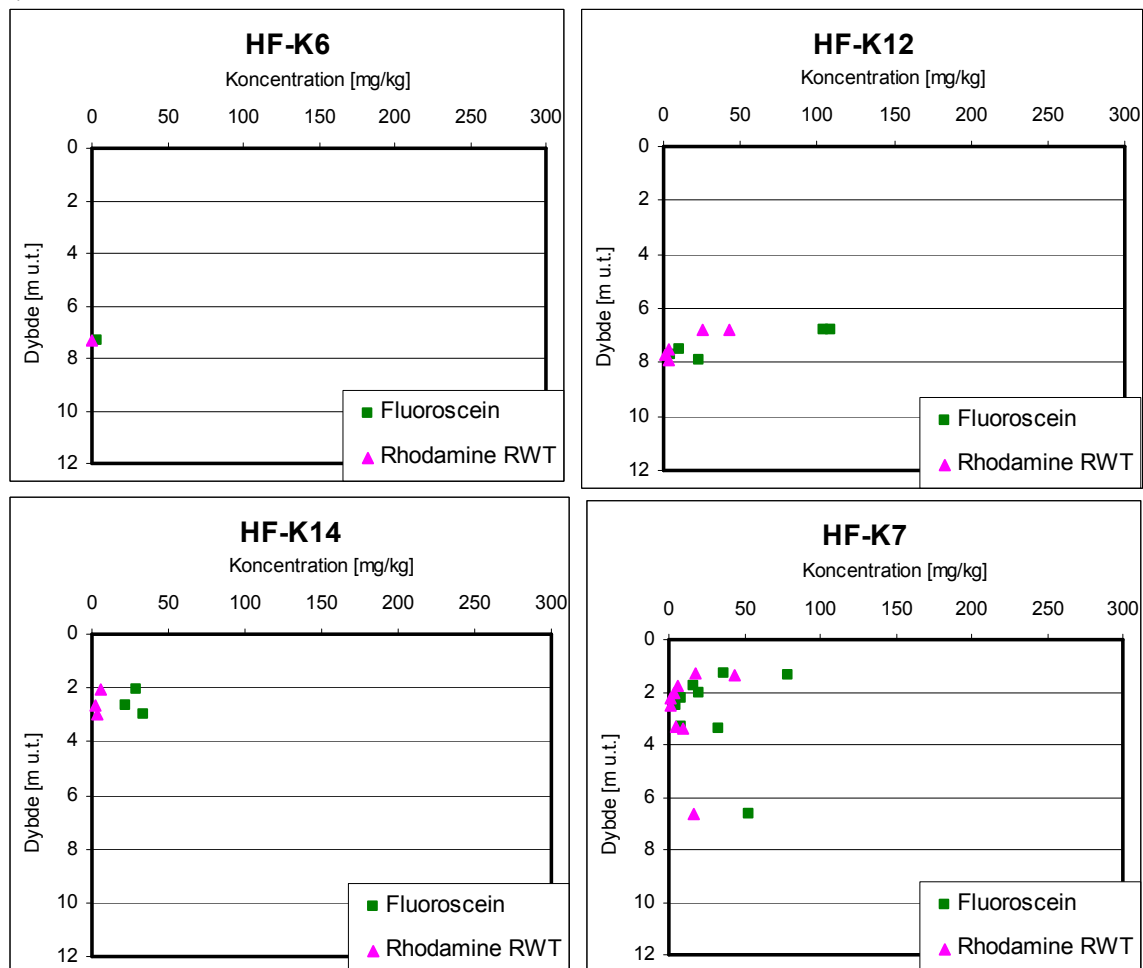 HF-K6
Koncentration [mg/kg]
0 50 100 150 200 250 300
0
2
4
6
8
10
12
Dybde [m u.t.]
Fluoroscein
Rhodamine RWT
HF-K12
Koncentration [mg/kg]
0 50 100 150 200 250 300
0
2
4
6
8
10
12
Dybde [m u.t.]
Fluoroscein
Rhodamine RWT
HF-K14
Koncentration [mg/kg]
0 50 100 150 200 250 300
0
2
4
6
8
10
12
Dybde [m u.t.]
Fluoroscein
Rhodamine RWT
HF-K7
Koncentration [mg/kg]
0 50 100 150 200 250 300
0
2
4
6
8
10
12
Dybde [m u.t.]
Fluoroscein
Rhodamine RWT